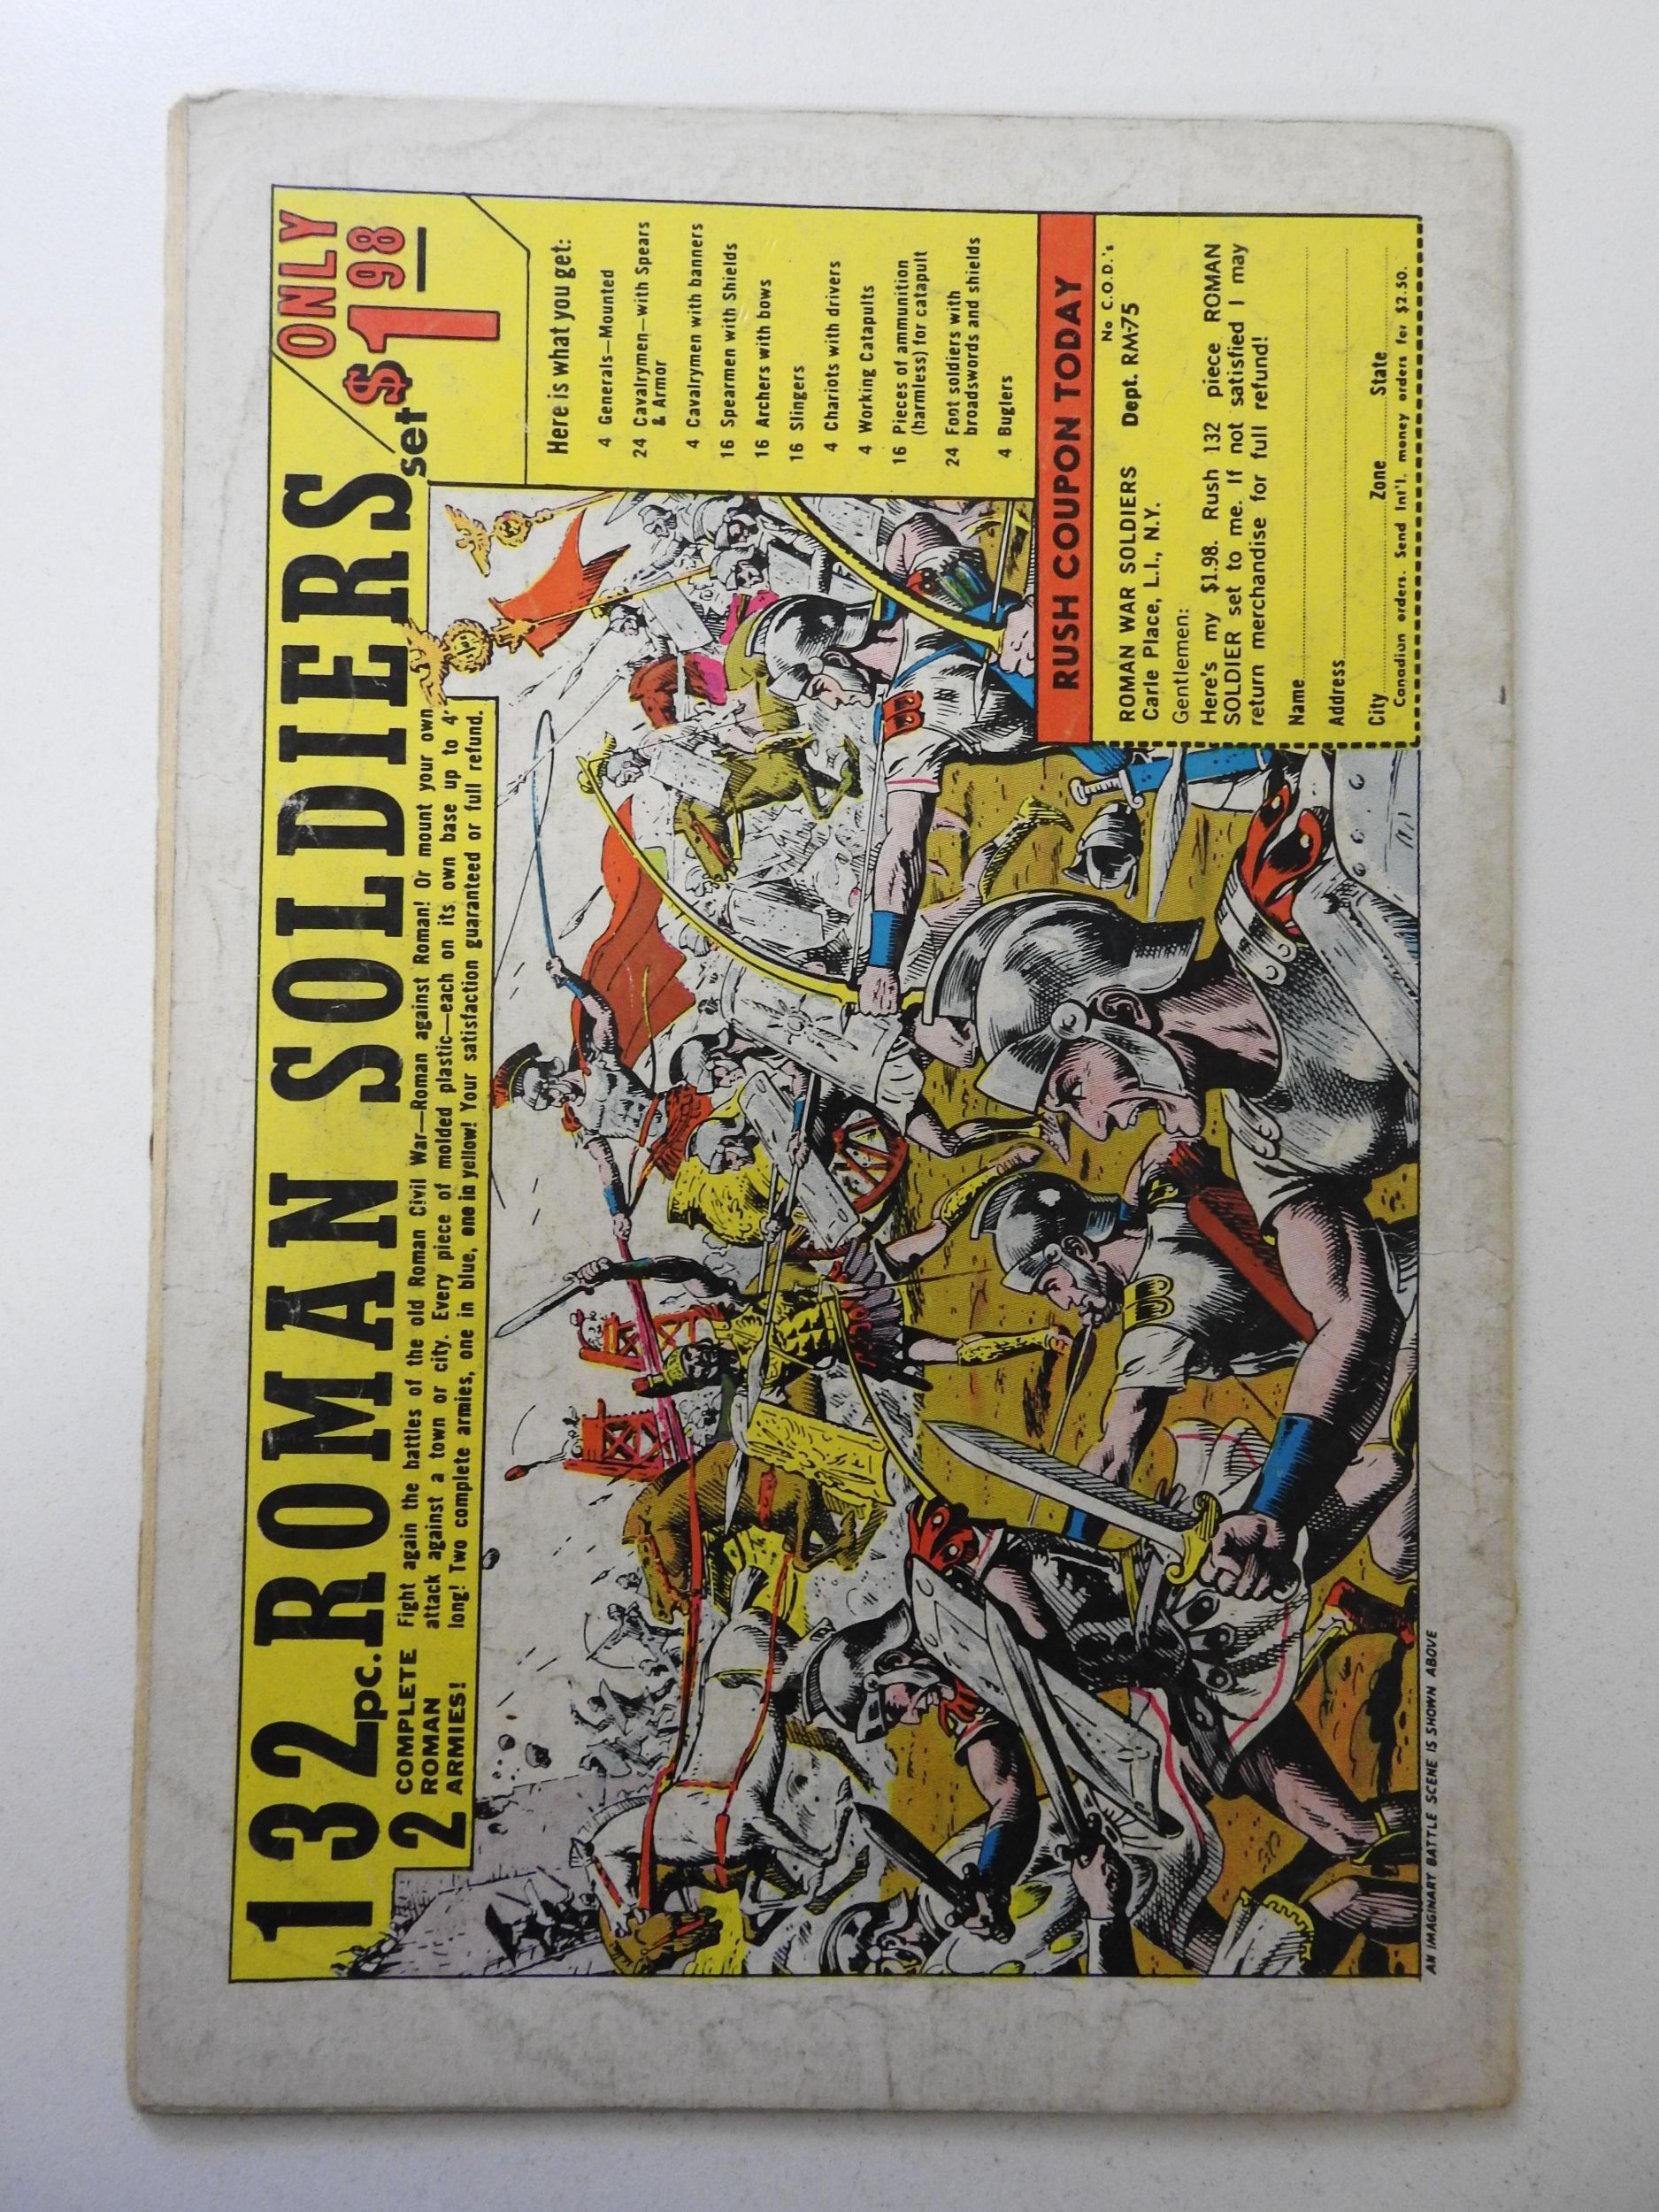 132 pc. ROMAN SOLDIERS set
ONLY
$1 98
2 COMPLETE
ROMAN
ARMIES!
Fight again the battles of the old Roman Civil War—Roman against Roman! Or mount your own
attack against a town or city. Every piece of molded plastic—each on its own base up to 4"
long! Two complete armies, one in blue, one in yellow! Your satisfaction guaranteed or full refund.
Here is what you get:
4 Generals—Mounted
24 Cavalrymen—with Spears
& Armor
4 Cavalrymen with banners
16 Spearmen with Shields
16 Archers with bows
16 Slingers
4 Chariots with drivers
4 Working Catapults
16 Pieces of ammunition
(harmless) for catapult
24 Foot soldiers with
broadswords and shields
4 Buglers
RUSH COUPON TODAY
No C.O.D.'s
ROMAN WAR SOLDIERS Dept. RM-75
Carle Place, L.I., N.Y.
Gentlemen:
Here's my $1.98. Rush 132 piece ROMAN
SOLDIER set to me. If not satisfied I may
return merchandise for full refund!
Name
Address
City Zone State
Canadian orders. Send Int'l. money orders for $2.50.
AN IMAGINARY BATTLE SCENE IS SHOWN ABOVE